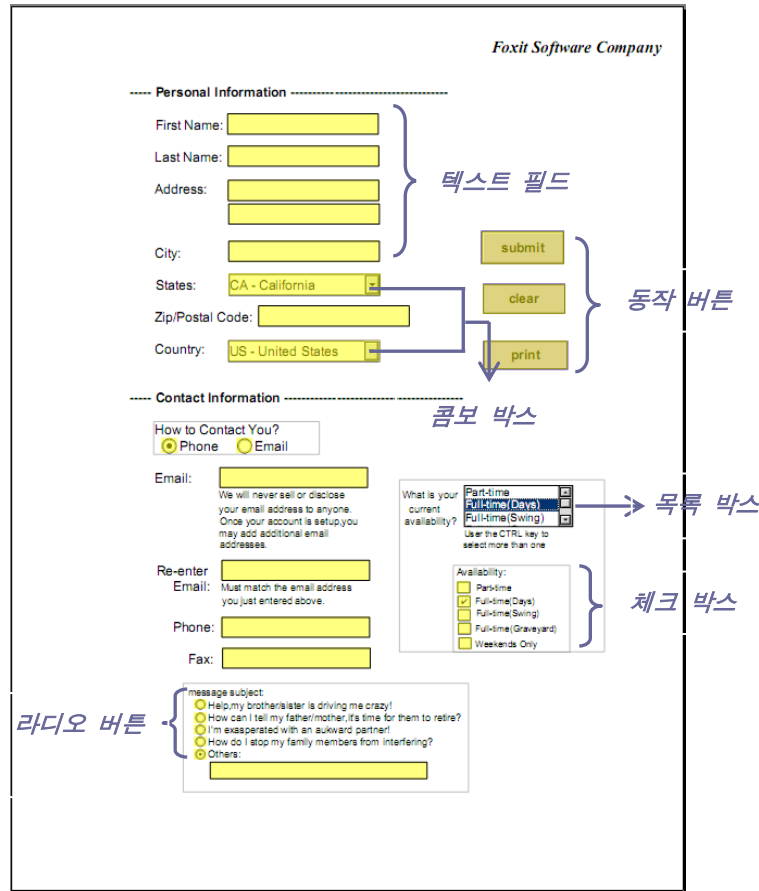 Foxit Software Company
----- Personal Information -------------------------------------
First Name:
Last Name:
Address:
텍스트 필드
City:
submit
States: CA - California
clear
동작 버튼
Zip/Postal Code:
Country: US - United States
print
----- Contact Information ------------------------------------------
콤보 박스
How to Contact You?
Phone Email
Email:
We will never sell or disclose
your email address to anyone.
Once your account is setup,you
may add additional email
addresses.
What is your
current
availability?
Part-time
Full-time(Days)
Full-time(Swing)
목록 박스
User the CTRL key to
select more than one
Re-enter
Email:
Must match the email address
you just entered above.
Availability:
Part-time
Full-time(Days)
Full-time(Swing)
Full-time(Graveyard)
Weekends Only
체크 박스
Phone:
Fax:
라디오 버튼
message subject:
Help,my brother/sister is driving me crazy!
How can I tell my father/mother,it's time for them to retire?
I'm exasperated with an aukward partner!
How do I stop my family members from interfering?
Others: